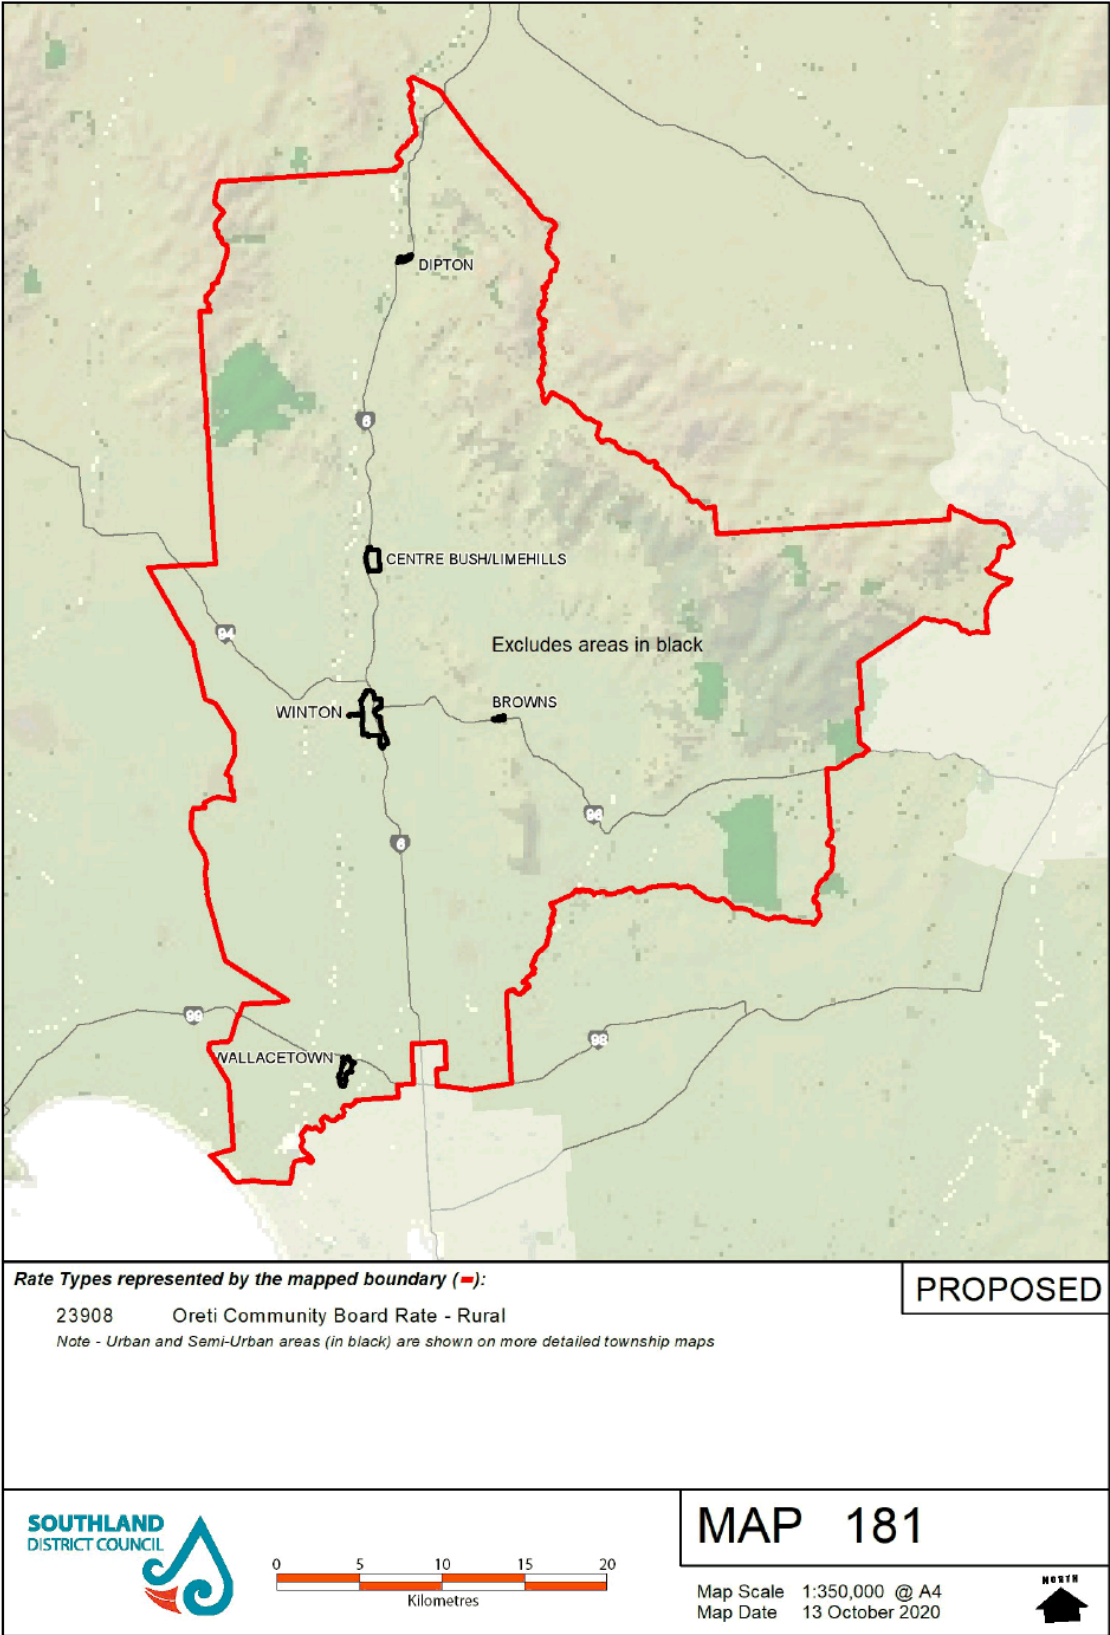 DIPTON
6
CENTRE BUSH/LIMEHILLS
94
Excludes areas in black
WINTON
BROWNS
96
6
99
98
WALLACETOWN
Rate Types represented by the mapped boundary (-):
PROPOSED
23908 Oreti Community Board Rate - Rural
Note - Urban and Semi-Urban areas (in black) are shown on more detailed township maps
SOUTHLAND
DISTRICT COUNCIL
0 5 10 15 20
Kilometres
MAP 181
Map Scale 1:350,000 @ A4
Map Date 13 October 2020
NORTH